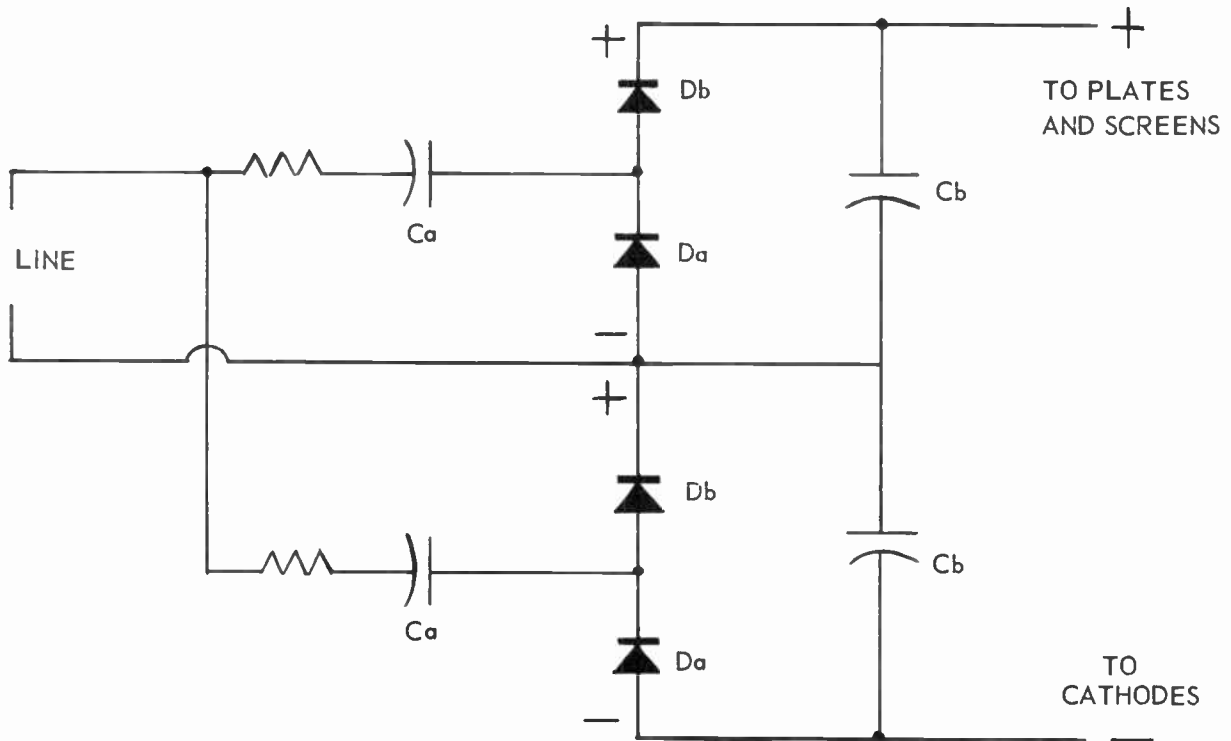 +
+
Db
TO PLATES
AND SCREENS
Ca
Cb
LINE
Da
−
+
Db
Ca
Cb
Da
TO
CATHODES
−
−